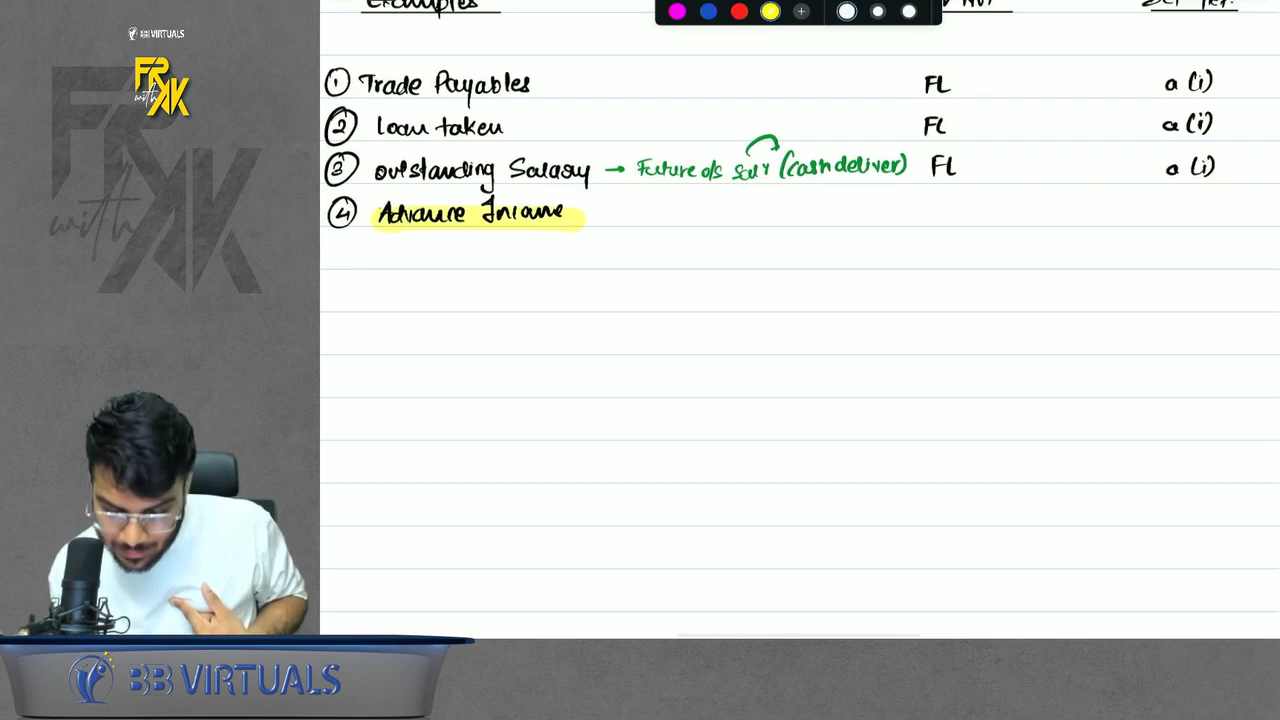 Examples
BB VIRTUALS
FR
with
AK
① Trade Payables FL a (i)
② loan taken FL a (i)
③ outstanding Salary → Future o/s sal y (cash deliver) FL a (i)
④ Advance Income
BB VIRTUALS